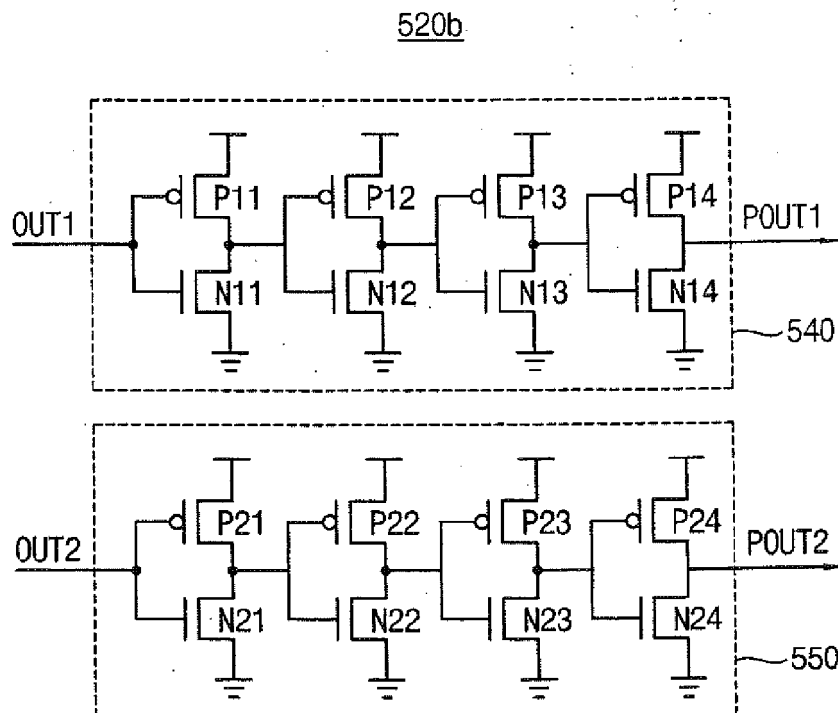 520b
P11 P12 P13 P14
OUT1 POUT1
N11 N12 N13 N14
540
P21 P22 P23 P24
OUT2 POUT2
N21 N22 N23 N24
550